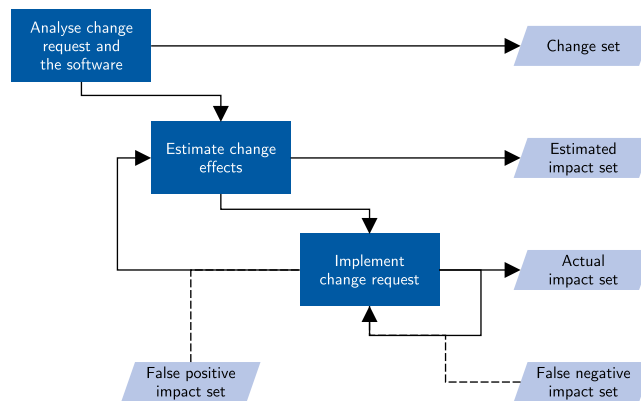 Analyse change
request and
the software
Change set
Estimate change
effects
Estimated
impact set
Implement
change request
Actual
impact set
False positive
impact set
False negative
impact set